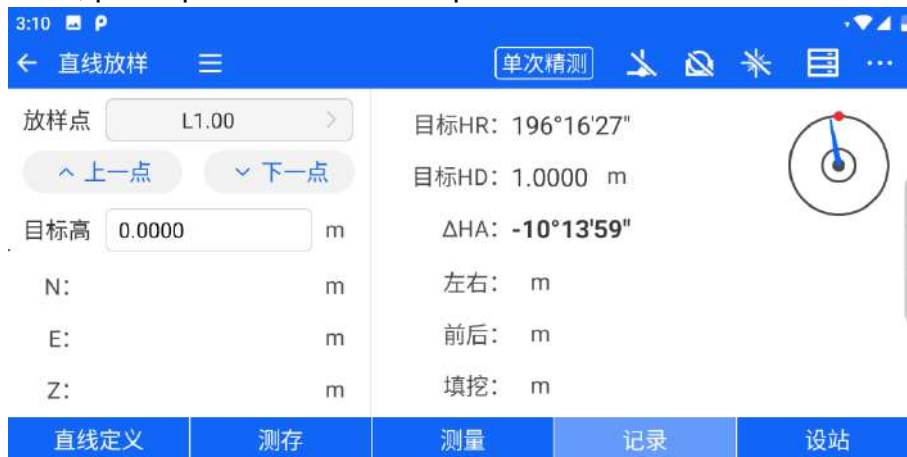 3:10
直线放样 单次精测
放样点 L1.00
上一点 下一点
目标高 0.0000 m
N: m
E: m
Z: m
目标HR: 196°16'27"
目标HD: 1.0000 m
ΔHA: -10°13'59"
左右: m
前后: m
填挖: m
直线定义 测存 测量 记录 设站